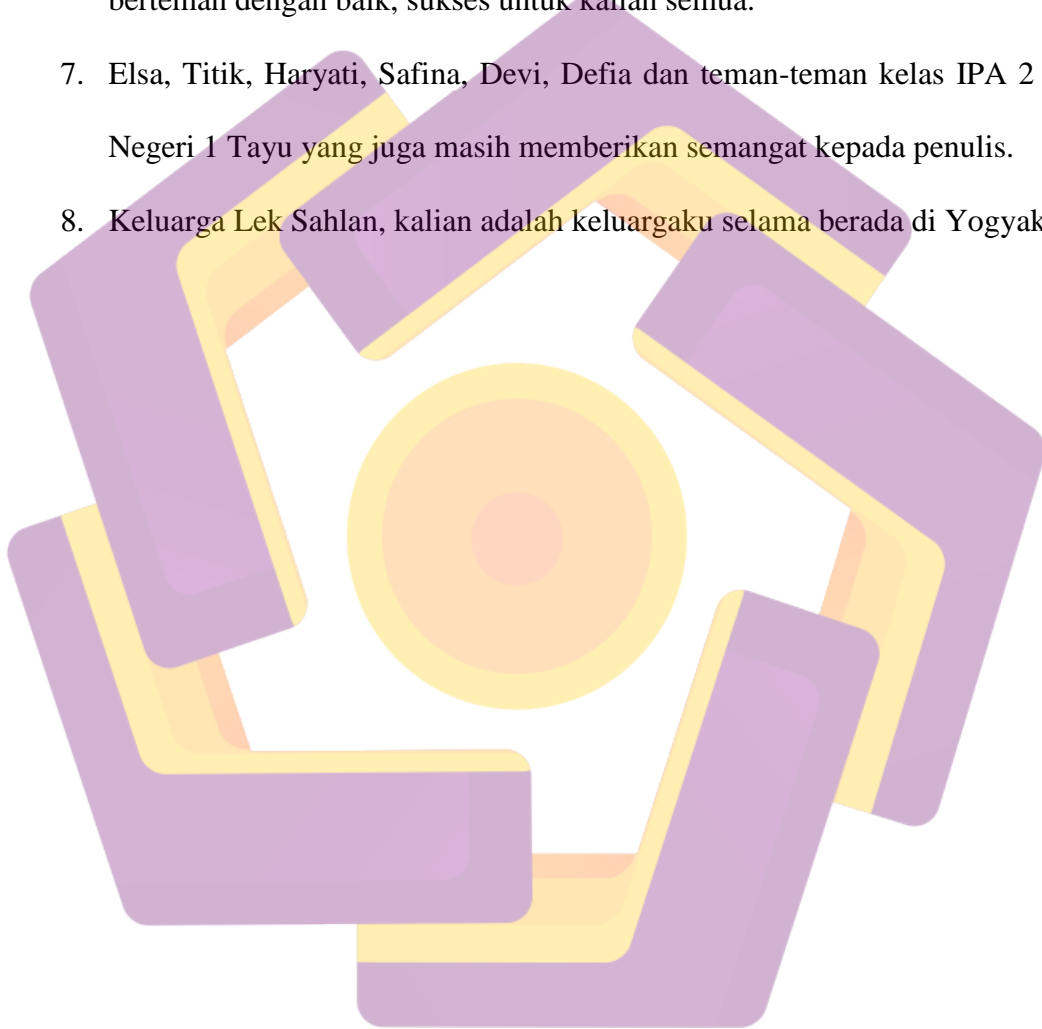 berteman dengan baik, sukses untuk kalian semua.
7. Elsa, Titik, Haryati, Safina, Devi, Defia dan teman-teman kelas IPA 2
Negeri 1 Tayu yang juga masih memberikan semangat kepada penulis.
8. Keluarga Lek Sahlan, kalian adalah keluargaku selama berada di Yogyak